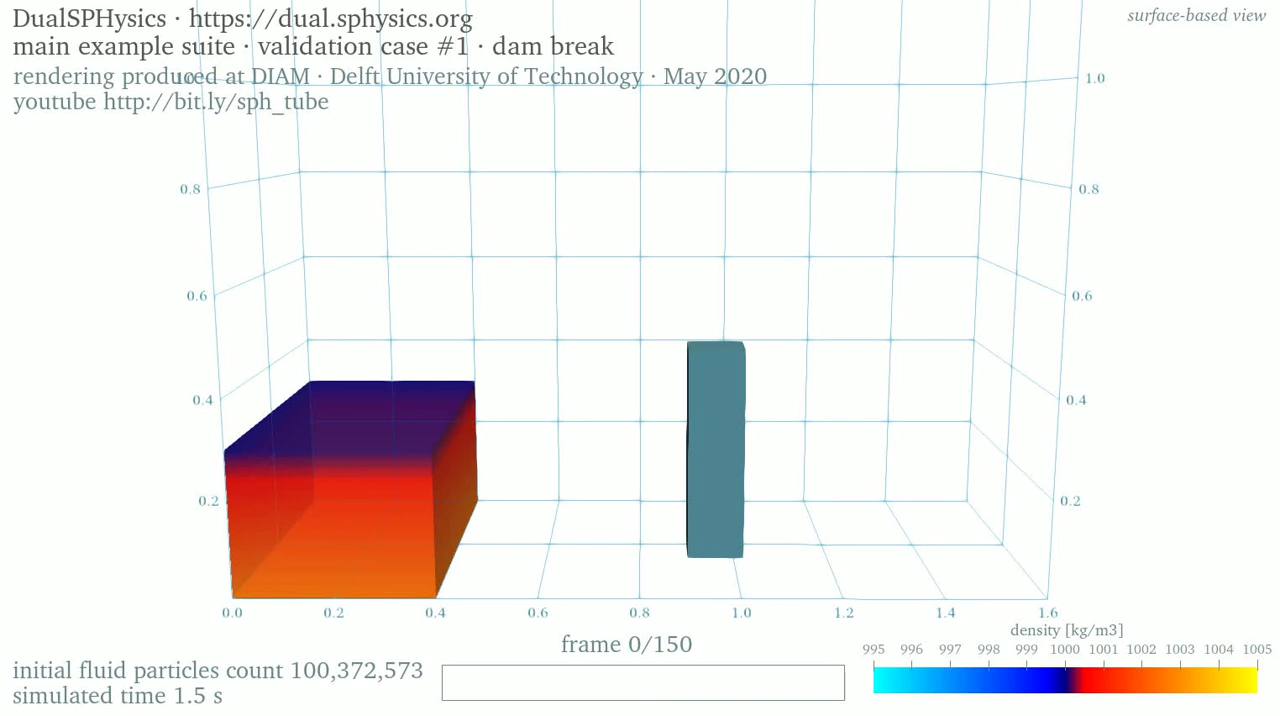 DualSPHysics · https://dual.sphysics.org
main example suite · validation case #1 · dam break
rendering produced at DIAM · Delft University of Technology · May 2020
youtube http://bit.ly/sph_tube
surface-based view
1.0 1.0
0.8 0.8
0.6 0.6
0.4 0.4
0.2 0.2
0.0 0.2 0.4 0.6 0.8 1.0 1.2 1.4 1.6
frame 0/150
density [kg/m3]
995 996 997 998 999 1000 1001 1002 1003 1004 1005
initial fluid particles count 100,372,573
simulated time 1.5 s